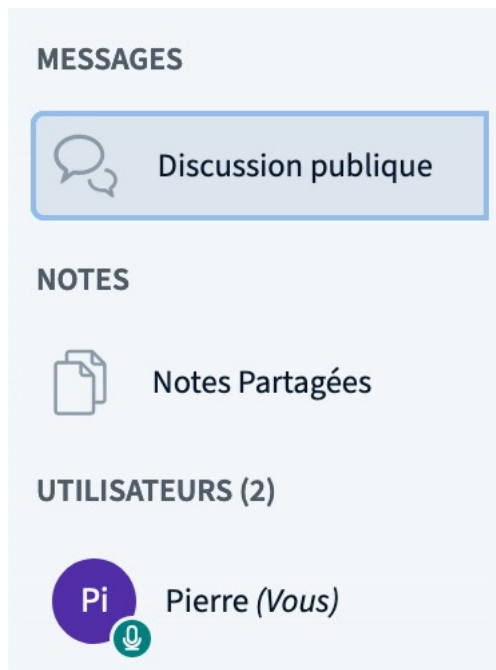 MESSAGES
Discussion publique
NOTES
Notes Partagées
UTILISATEURS (2)
Pi
Pierre (Vous)